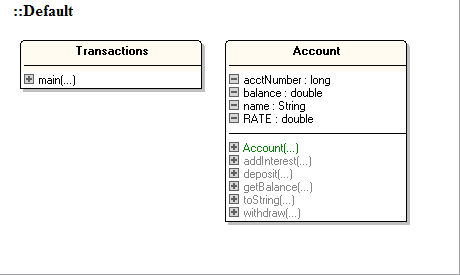 ::Default
Transactions
main(...)
Account
acctNumber : long
balance : double
name : String
RATE : double
Account(...)
addInterest(...)
deposit(...)
getBalance(...)
toString(...)
withdraw(...)